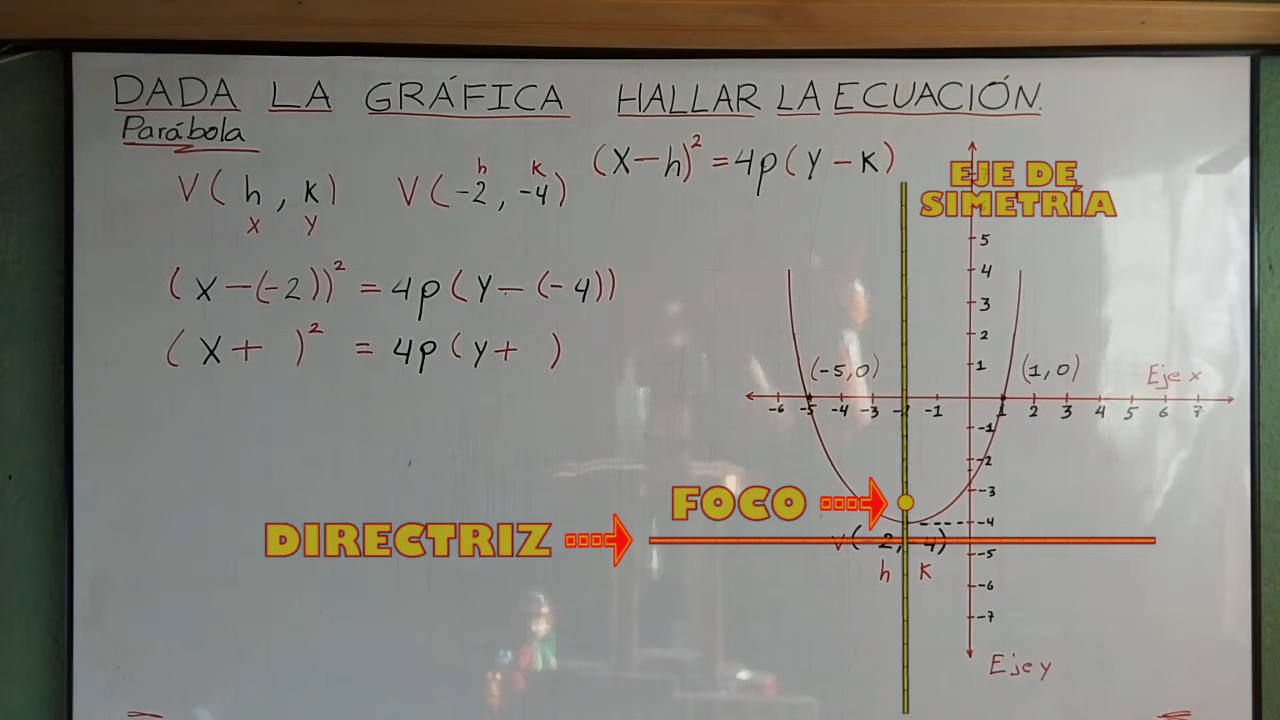 DADA LA GRÁFICA HALLAR LA ECUACIÓN.
Parábola
(X-h)²=4p(Y-K)
h K
V(h,K) V(-2,-4)
x y
(X-(-2))²=4p(Y-(-4))
(X+ )²=4p(Y+ )
EJE DE
SIMETRÍA
5
4
3
2
1
(-5,0) (1,0) Eje x
-6 -5 -4 -3 -2 -1 1 2 3 4 5 6 7
-1
-2
-3
FOCO
-4
DIRECTRIZ
V(-2,-4)
-5
h K
-6
-7
Eje y